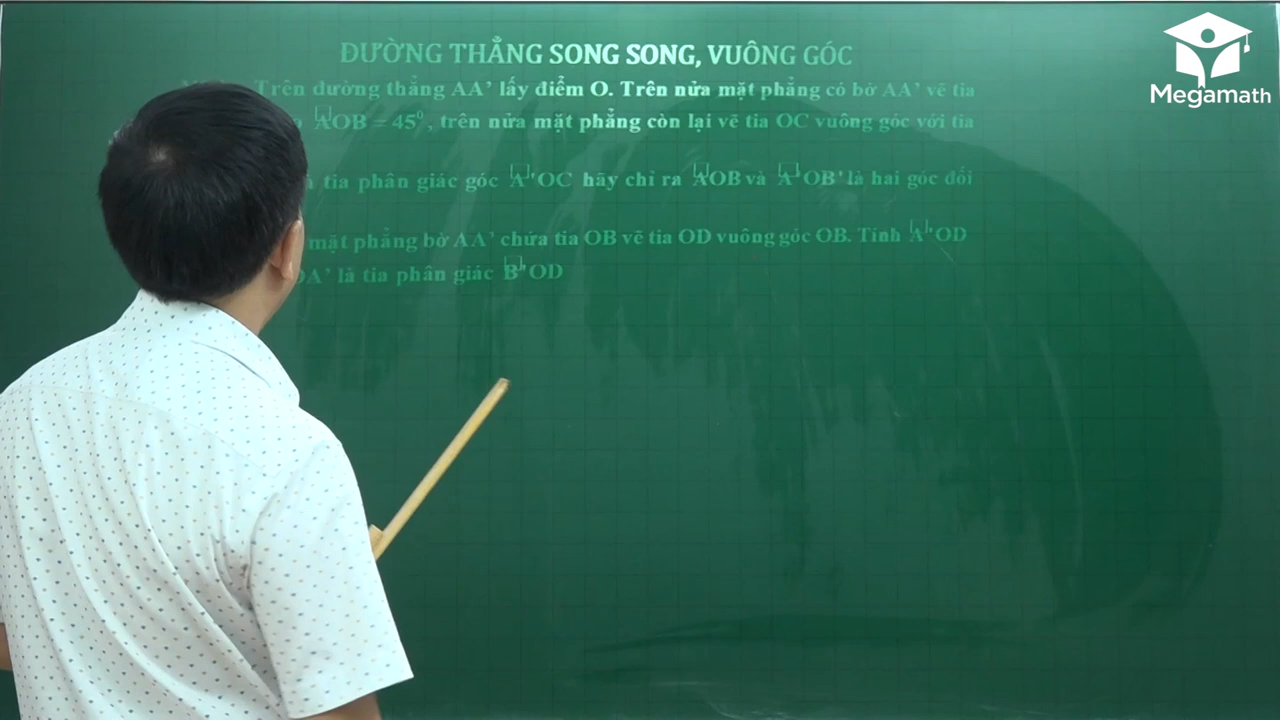 ĐƯỜNG THẲNG SONG SONG, VUÔNG GÓC
Megamath
Trên đường thẳng AA’ lấy điểm O. Trên nửa mặt phẳng có bờ AA’ vẽ tia
AOB = 45⁰, trên nửa mặt phẳng còn lại vẽ tia OC vuông góc với tia
tia phân giác góc A'OC hãy chỉ ra AOB và A'OB' là hai góc đối
mặt phẳng bờ AA’ chứa tia OB vẽ tia OD vuông góc OB. Tính A'OD
OA’ là tia phân giác B'OD